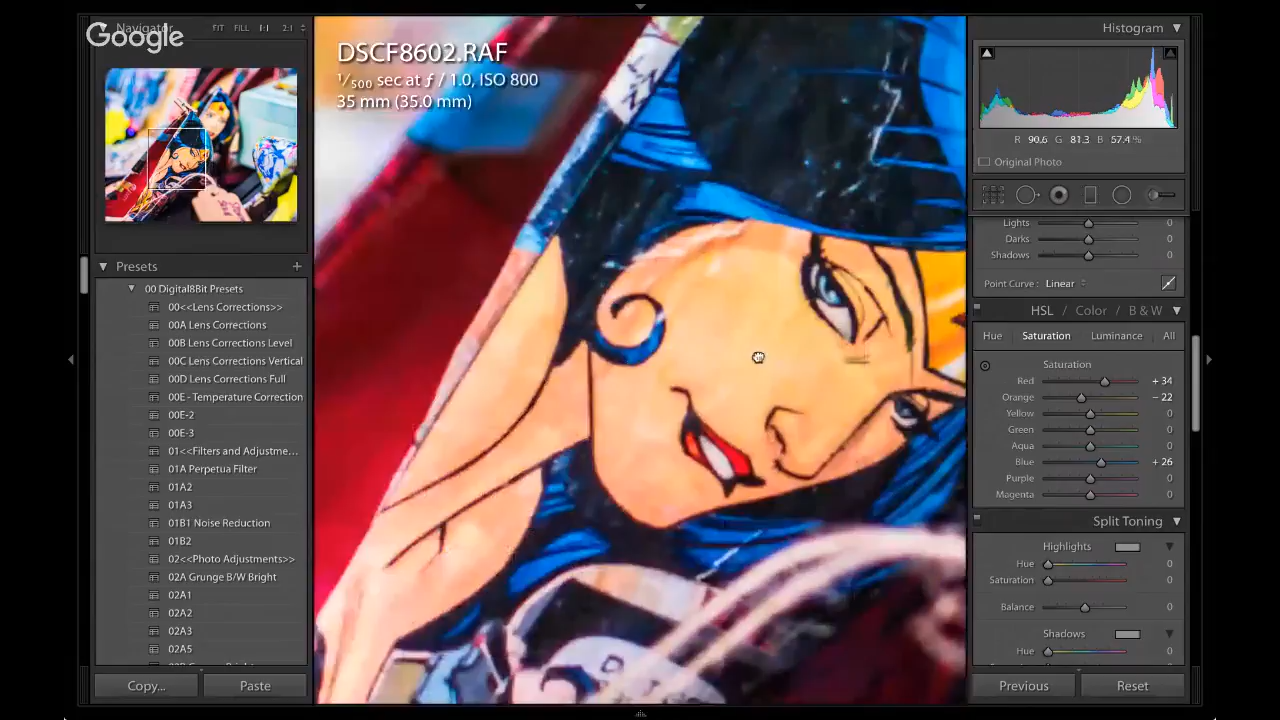 Navigator
FIT FILL 1:1 2:1
Google
DSCF8602.RAF
1/500 sec at ƒ / 1.0, ISO 800
35 mm (35.0 mm)
Presets
00 Digital8Bit Presets
00<<Lens Corrections>>
00A Lens Corrections
00B Lens Corrections Level
00C Lens Corrections Vertical
00D Lens Corrections Full
00E - Temperature Correction
00E-2
00E-3
01<<Filters and Adjustme...
01A Perpetua Filter
01A2
01A3
01B1 Noise Reduction
01B2
02<<Photo Adjustments>>
02A Grunge B/W Bright
02A1
02A2
02A3
02A5
Copy... Paste
Histogram
R 90.6 G 81.3 B 57.4 %
Original Photo
Lights 0
Darks 0
Shadows 0
Point Curve : Linear
HSL / Color / B & W
Hue Saturation Luminance All
Saturation
Red + 34
Orange − 22
Yellow 0
Green 0
Aqua 0
Blue + 26
Purple 0
Magenta 0
Split Toning
Highlights
Hue 0
Saturation 0
Balance 0
Shadows
Hue 0
Previous Reset